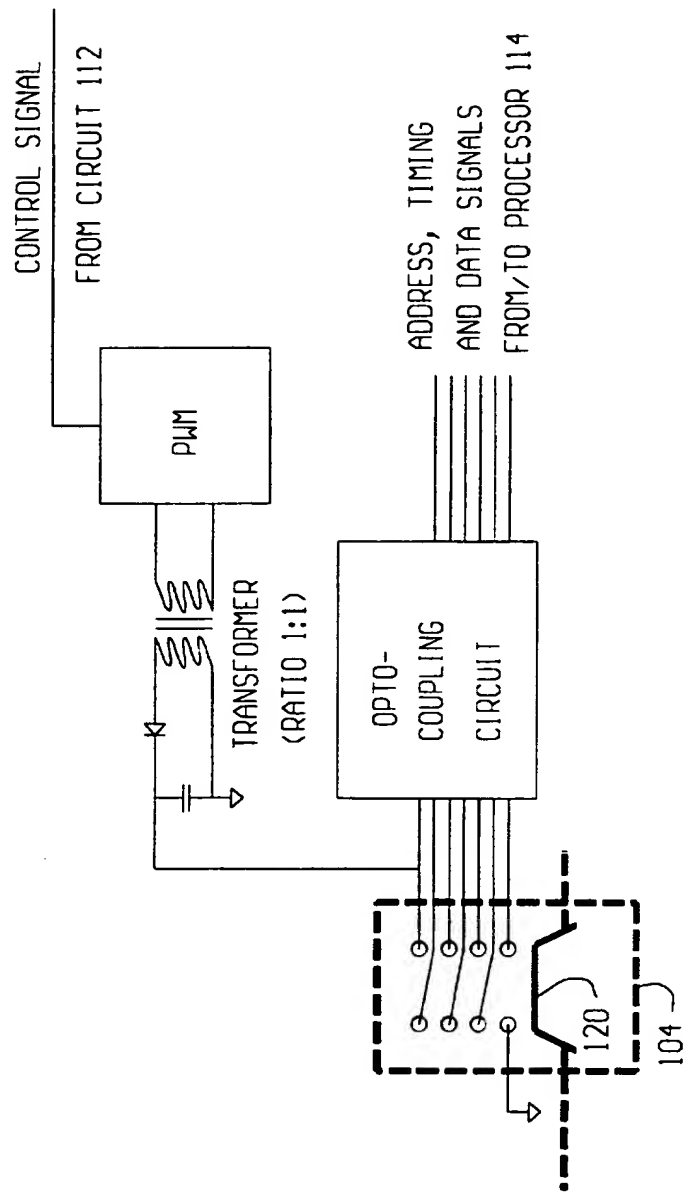 CONTROL SIGNAL
FROM CIRCUIT 112
PWM
TRANSFORMER
(RATIO 1:1)
ADDRESS, TIMING
AND DATA SIGNALS
FROM/TO PROCESSOR 114
OPTO-
COUPLING
CIRCUIT
120
104